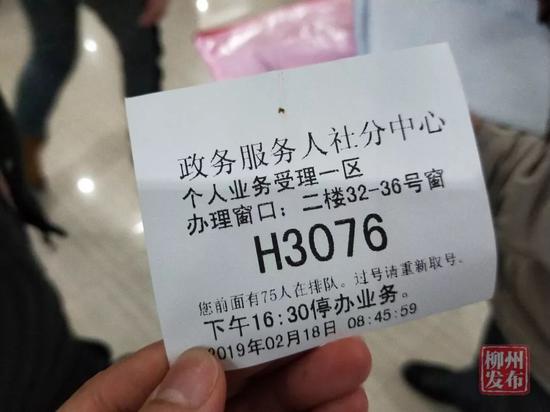 政务服务人社分中心
个人业务受理一区
办理窗口：二楼32-36号窗
H3076
您前面有75人在排队。过号请重新取号。
下午16:30停办业务。
2019年02月18日 08:45:59
柳州
发布